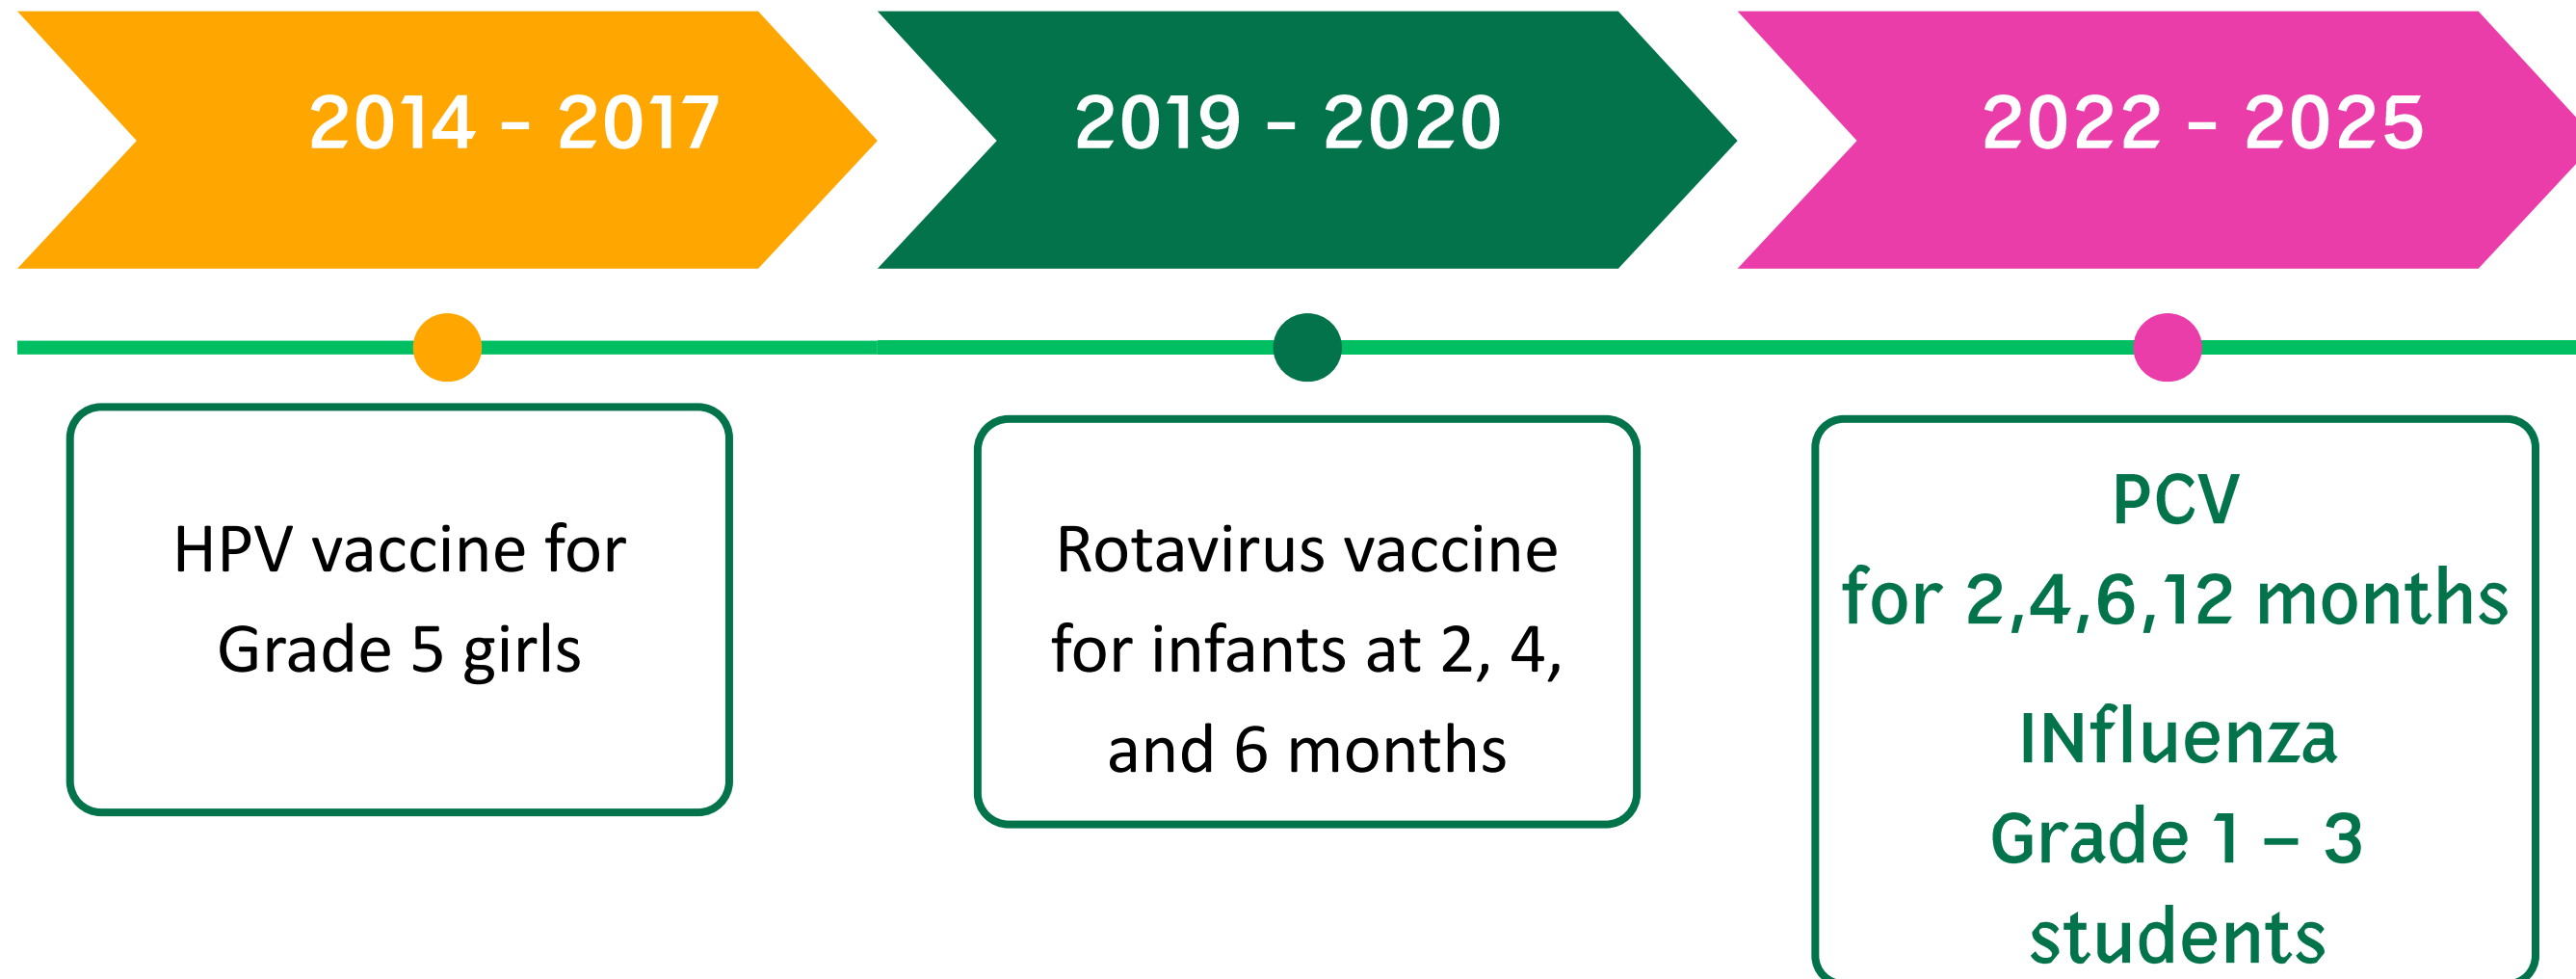 2014 - 2017
2019 - 2020
2022 - 2025
HPV vaccine for
Grade 5 girls
Rotavirus vaccine
for infants at 2, 4,
and 6 months
PCV
for 2,4,6,12 months
INfluenza
Grade 1 – 3
students